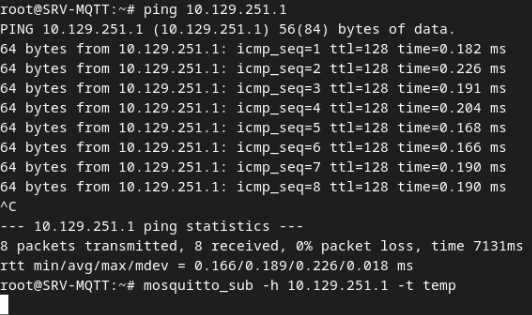 root@SRV-MQTT:~# ping 10.129.251.1
PING 10.129.251.1 (10.129.251.1) 56(84) bytes of data.
64 bytes from 10.129.251.1: icmp_seq=1 ttl=128 time=0.182 ms
64 bytes from 10.129.251.1: icmp_seq=2 ttl=128 time=0.226 ms
64 bytes from 10.129.251.1: icmp_seq=3 ttl=128 time=0.191 ms
64 bytes from 10.129.251.1: icmp_seq=4 ttl=128 time=0.204 ms
64 bytes from 10.129.251.1: icmp_seq=5 ttl=128 time=0.168 ms
64 bytes from 10.129.251.1: icmp_seq=6 ttl=128 time=0.166 ms
64 bytes from 10.129.251.1: icmp_seq=7 ttl=128 time=0.190 ms
64 bytes from 10.129.251.1: icmp_seq=8 ttl=128 time=0.190 ms
^C
--- 10.129.251.1 ping statistics ---
8 packets transmitted, 8 received, 0% packet loss, time 7131ms
rtt min/avg/max/mdev = 0.166/0.189/0.226/0.018 ms
root@SRV-MQTT:~# mosquitto_sub -h 10.129.251.1 -t temp